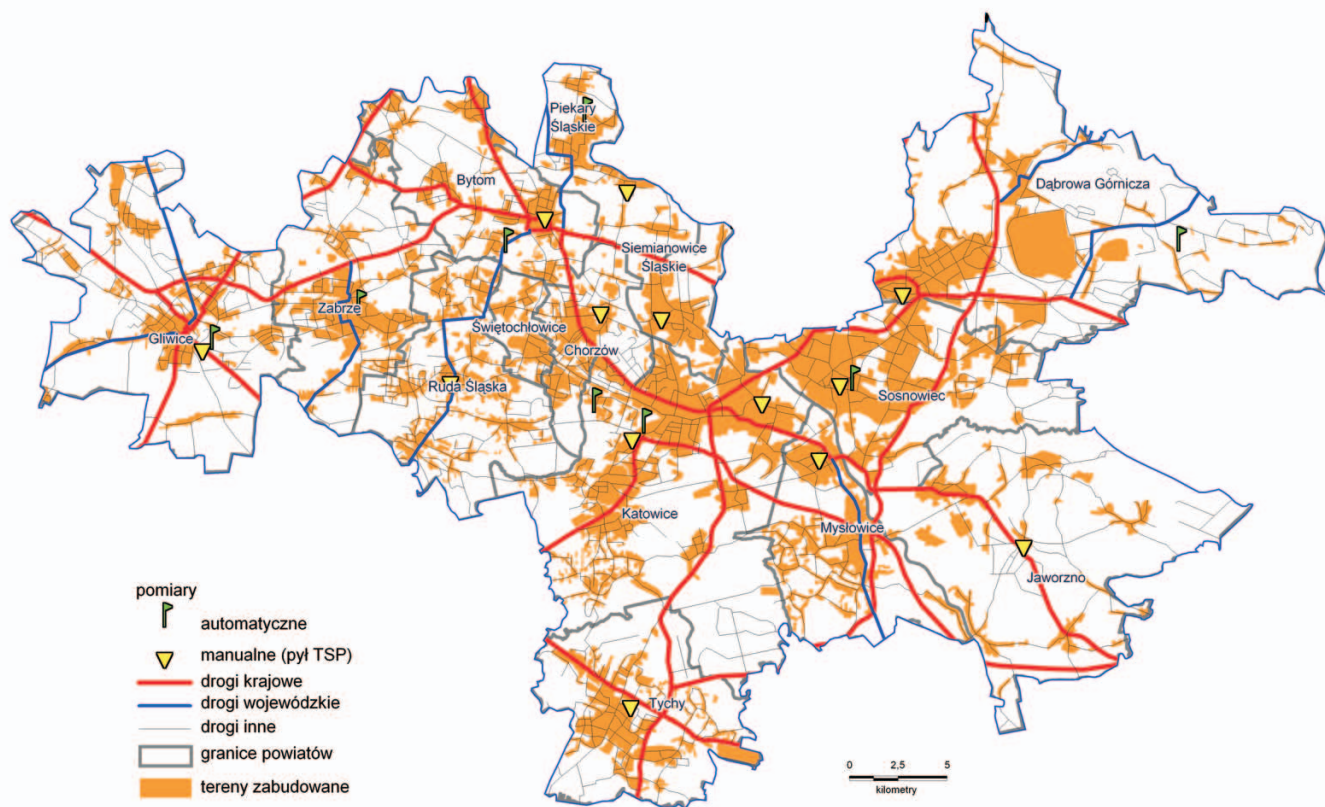 Piekary
Śląskie
Bytom
Dąbrowa Górnicza
Siemianowice
Śląskie
Zabrze
Świętochłowice
Gliwice
Chorzów
Ruda Śląska
Sosnowiec
Katowice
Mysłowice
Jaworzno
Tychy
pomiary
automatyczne
manualne (pył TSP)
drogi krajowe
drogi wojewódzkie
drogi inne
granice powiatów
tereny zabudowane
0 2,5 5
kilometry